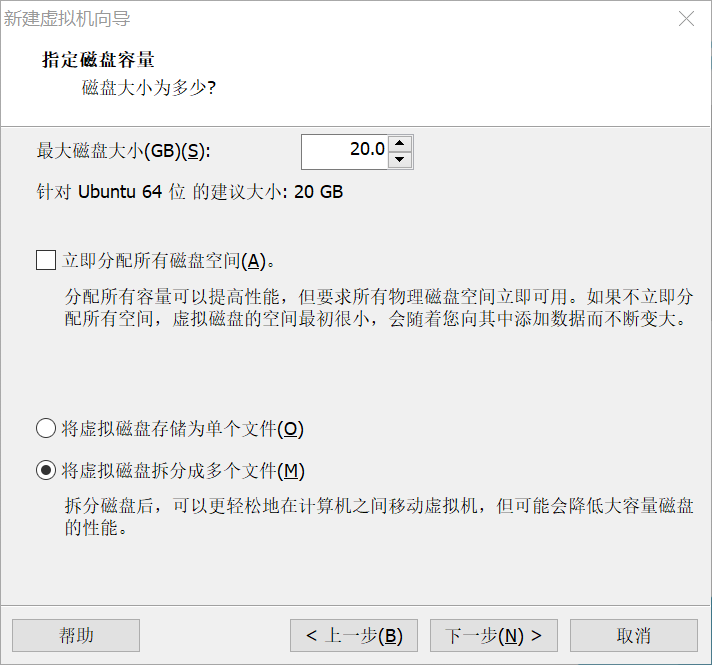 新建虚拟机向导
指定磁盘容量
磁盘大小为多少?
最大磁盘大小(GB)(S):
20.0
针对 Ubuntu 64 位 的建议大小: 20 GB
立即分配所有磁盘空间(A)。
分配所有容量可以提高性能，但要求所有物理磁盘空间立即可用。如果不立即分
配所有空间，虚拟磁盘的空间最初很小，会随着您向其中添加数据而不断变大。
将虚拟磁盘存储为单个文件(O)
将虚拟磁盘拆分成多个文件(M)
拆分磁盘后，可以更轻松地在计算机之间移动虚拟机，但可能会降低大容量磁盘
的性能。
帮助
< 上一步(B)
下一步(N) >
取消